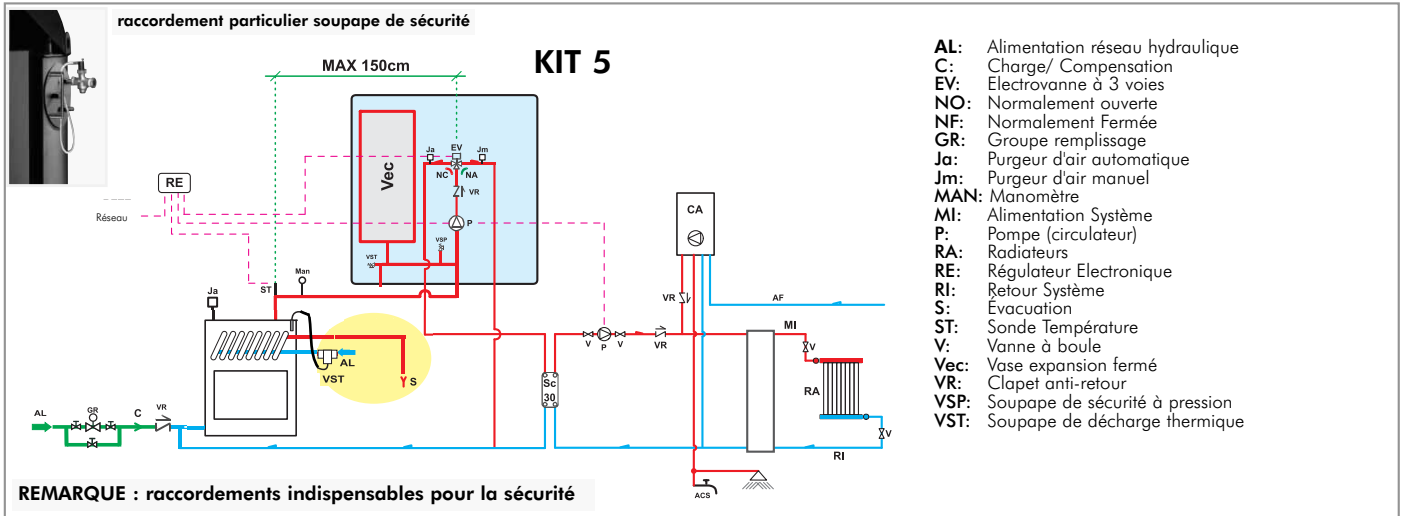 raccordement particulier soupape de sécurité
KIT 5
MAX 150cm
Vec
Ja
EV
Jm
NC
NA
VR
P
VSP
VST
RE
Réseau
ST
Man
Ja
AL
VST
S
AL
GR
C
VR
Sc
30
CA
VR
AF
V
P
V
VR
MI
V
RA
V
RI
ACS
REMARQUE : raccordements indispensables pour la sécurité
AL: Alimentation réseau hydraulique
C: Charge/ Compensation
EV: Electrovanne à 3 voies
NO: Normalement ouverte
NF: Normalement Fermée
GR: Groupe remplissage
Ja: Purgeur d'air automatique
Jm: Purgeur d'air manuel
MAN: Manomètre
MI: Alimentation Système
P: Pompe (circulateur)
RA: Radiateurs
RE: Régulateur Electronique
RI: Retour Système
S: Évacuation
ST: Sonde Température
V: Vanne à boule
Vec: Vase expansion fermé
VR: Clapet anti-retour
VSP: Soupape de sécurité à pression
VST: Soupape de décharge thermique